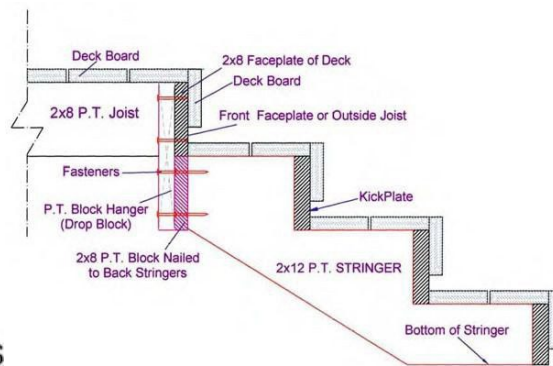 Deck Board
2x8 Faceplate of Deck
Deck Board
2x8 P.T. Joist
Front Faceplate or Outside Joist
Fasteners
P.T. Block Hanger
(Drop Block)
KickPlate
2x8 P.T. Block Nailed
to Back Stringers
2x12 P.T. STRINGER
Bottom of Stringer
s